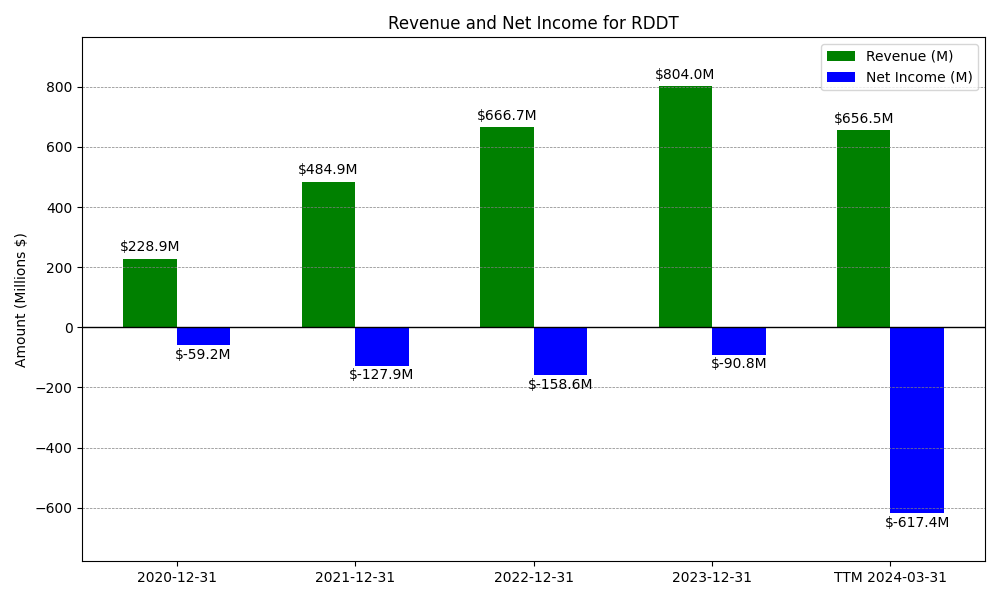 Revenue and Net Income for RDDT
Revenue (M)
Net Income (M)
Amount (Millions $)
800
600
400
200
0
−200
−400
−600
$228.9M
$484.9M
$666.7M
$804.0M
$656.5M
$-59.2M
$-127.9M
$-158.6M
$-90.8M
$-617.4M
2020-12-31
2021-12-31
2022-12-31
2023-12-31
TTM 2024-03-31